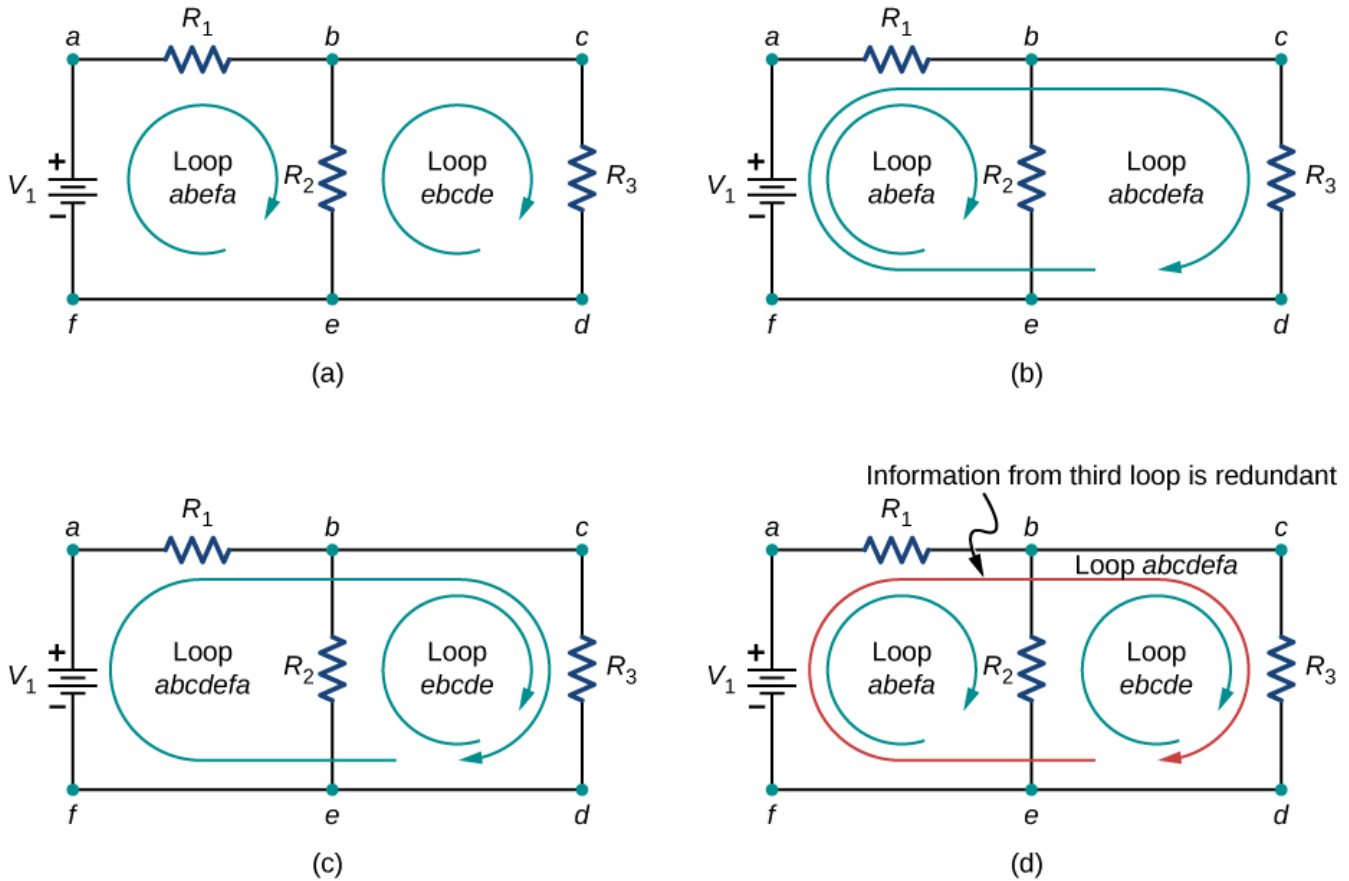 R1
a
b
c
+
V1
−
Loop
abefa
R2
Loop
ebcde
R3
f
e
d
(a)
R1
a
b
c
+
V1
−
Loop
abefa
R2
Loop
abcdefa
R3
f
e
d
(b)
R1
a
b
c
+
V1
−
Loop
abcdefa
R2
Loop
ebcde
R3
f
e
d
(c)
Information from third loop is redundant
R1
a
b
c
Loop abcdefa
+
V1
−
Loop
abefa
R2
Loop
ebcde
R3
f
e
d
(d)